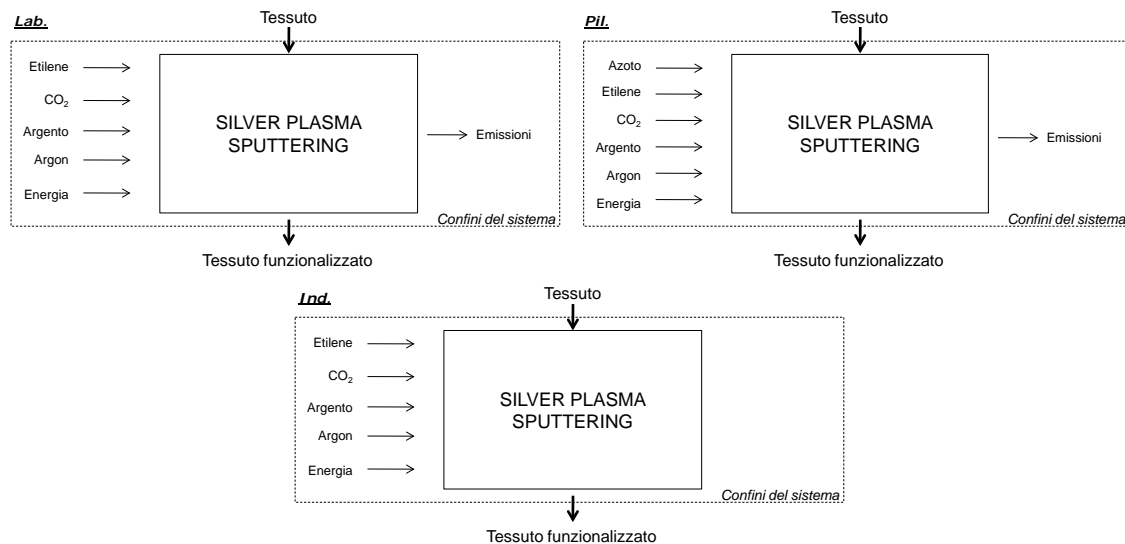 Lab.
Tessuto
Etilene
CO₂
Argento
Argon
Energia
SILVER PLASMA
SPUTTERING
Emissioni
Confini del sistema
Tessuto funzionalizzato
Pil.
Tessuto
Azoto
Etilene
CO₂
Argento
Argon
Energia
SILVER PLASMA
SPUTTERING
Emissioni
Confini del sistema
Tessuto funzionalizzato
Ind.
Tessuto
Etilene
CO₂
Argento
Argon
Energia
SILVER PLASMA
SPUTTERING
Confini del sistema
Tessuto funzionalizzato